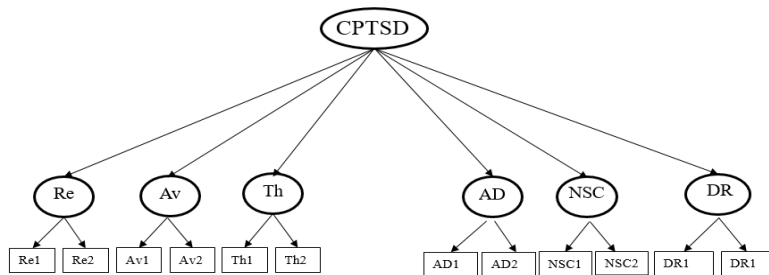 CPTSD
Re Av Th AD NSC DR
Re1 Re2 Av1 Av2 Th1 Th2 AD1 AD2 NSC1 NSC2 DR1 DR1